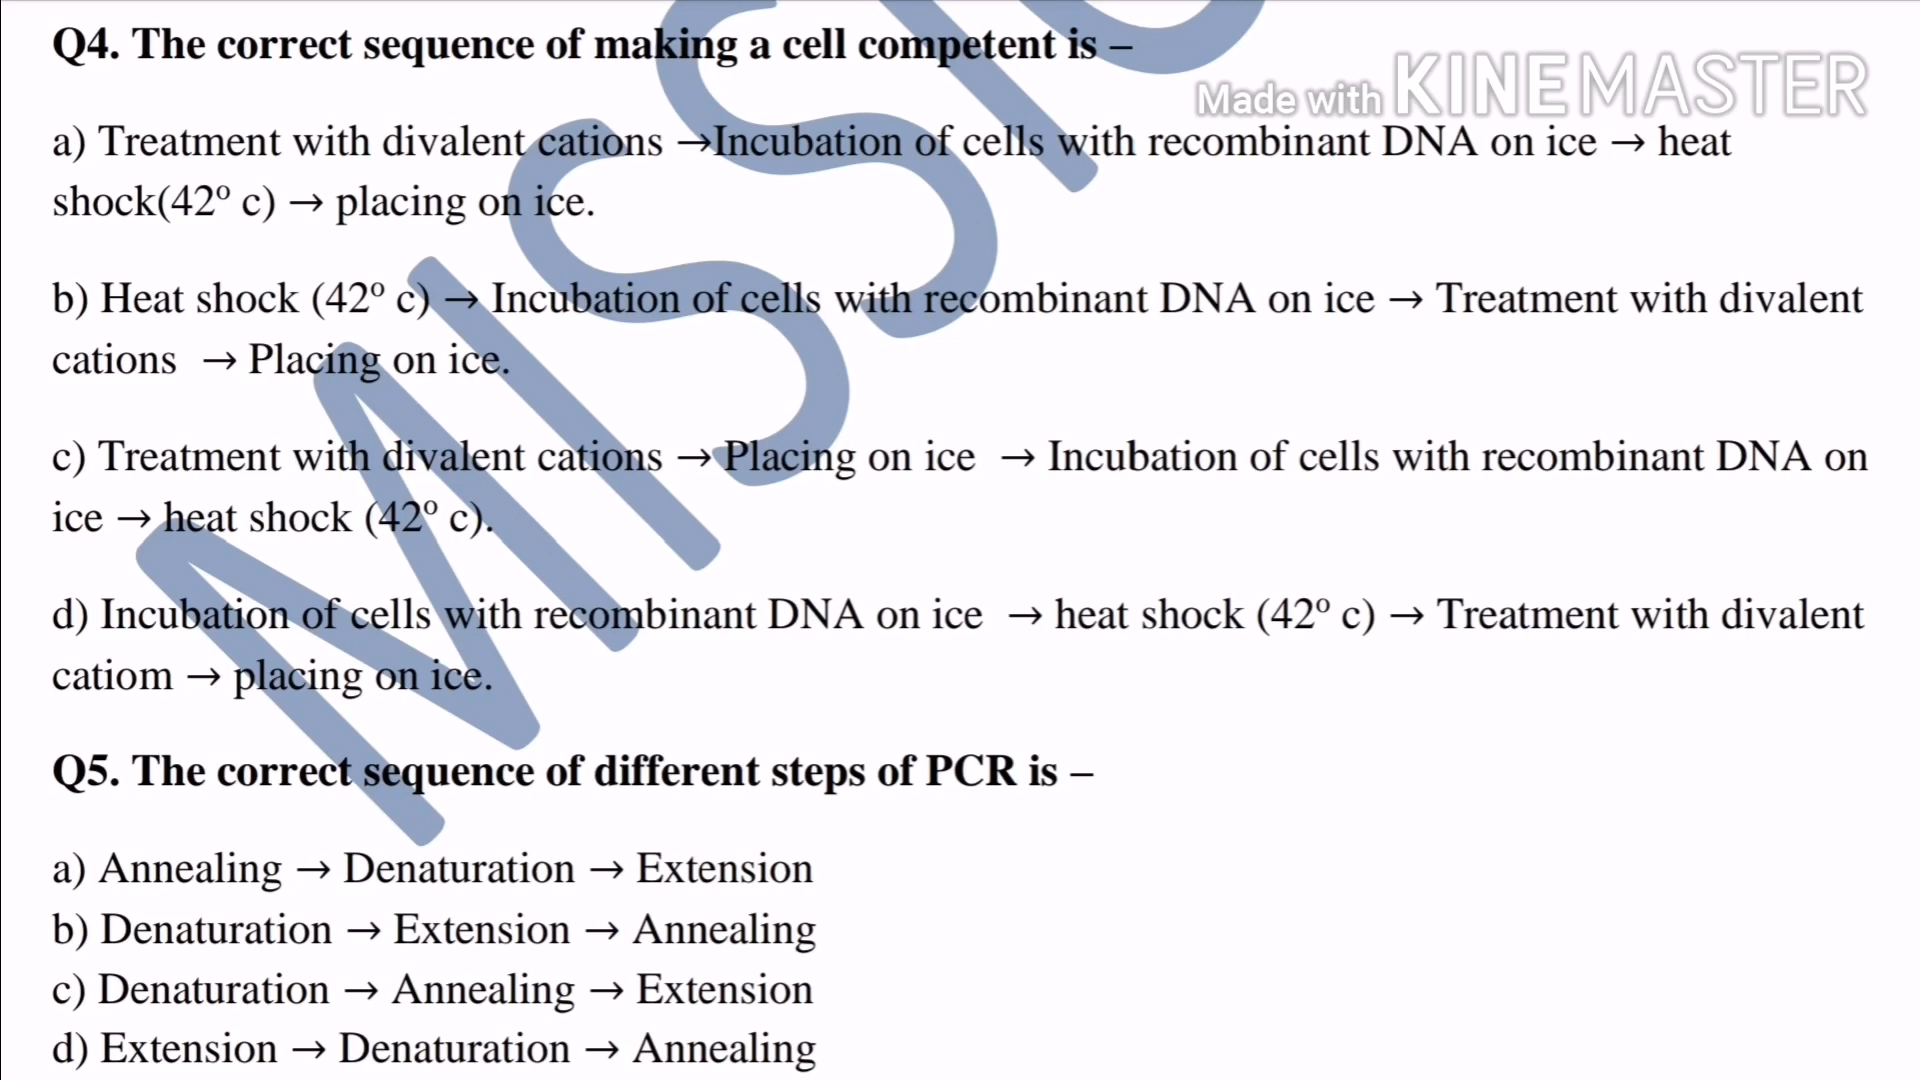 Q4. The correct sequence of making a cell competent is –
Made with KINEMASTER
a) Treatment with divalent cations →Incubation of cells with recombinant DNA on ice → heat
shock(42º c) → placing on ice.
b) Heat shock (42º c) → Incubation of cells with recombinant DNA on ice → Treatment with divalent
cations → Placing on ice.
c) Treatment with divalent cations → Placing on ice → Incubation of cells with recombinant DNA on
ice → heat shock (42º c).
d) Incubation of cells with recombinant DNA on ice → heat shock (42º c) → Treatment with divalent
catiom → placing on ice.
Q5. The correct sequence of different steps of PCR is –
a) Annealing → Denaturation → Extension
b) Denaturation → Extension → Annealing
c) Denaturation → Annealing → Extension
d) Extension → Denaturation → Annealing